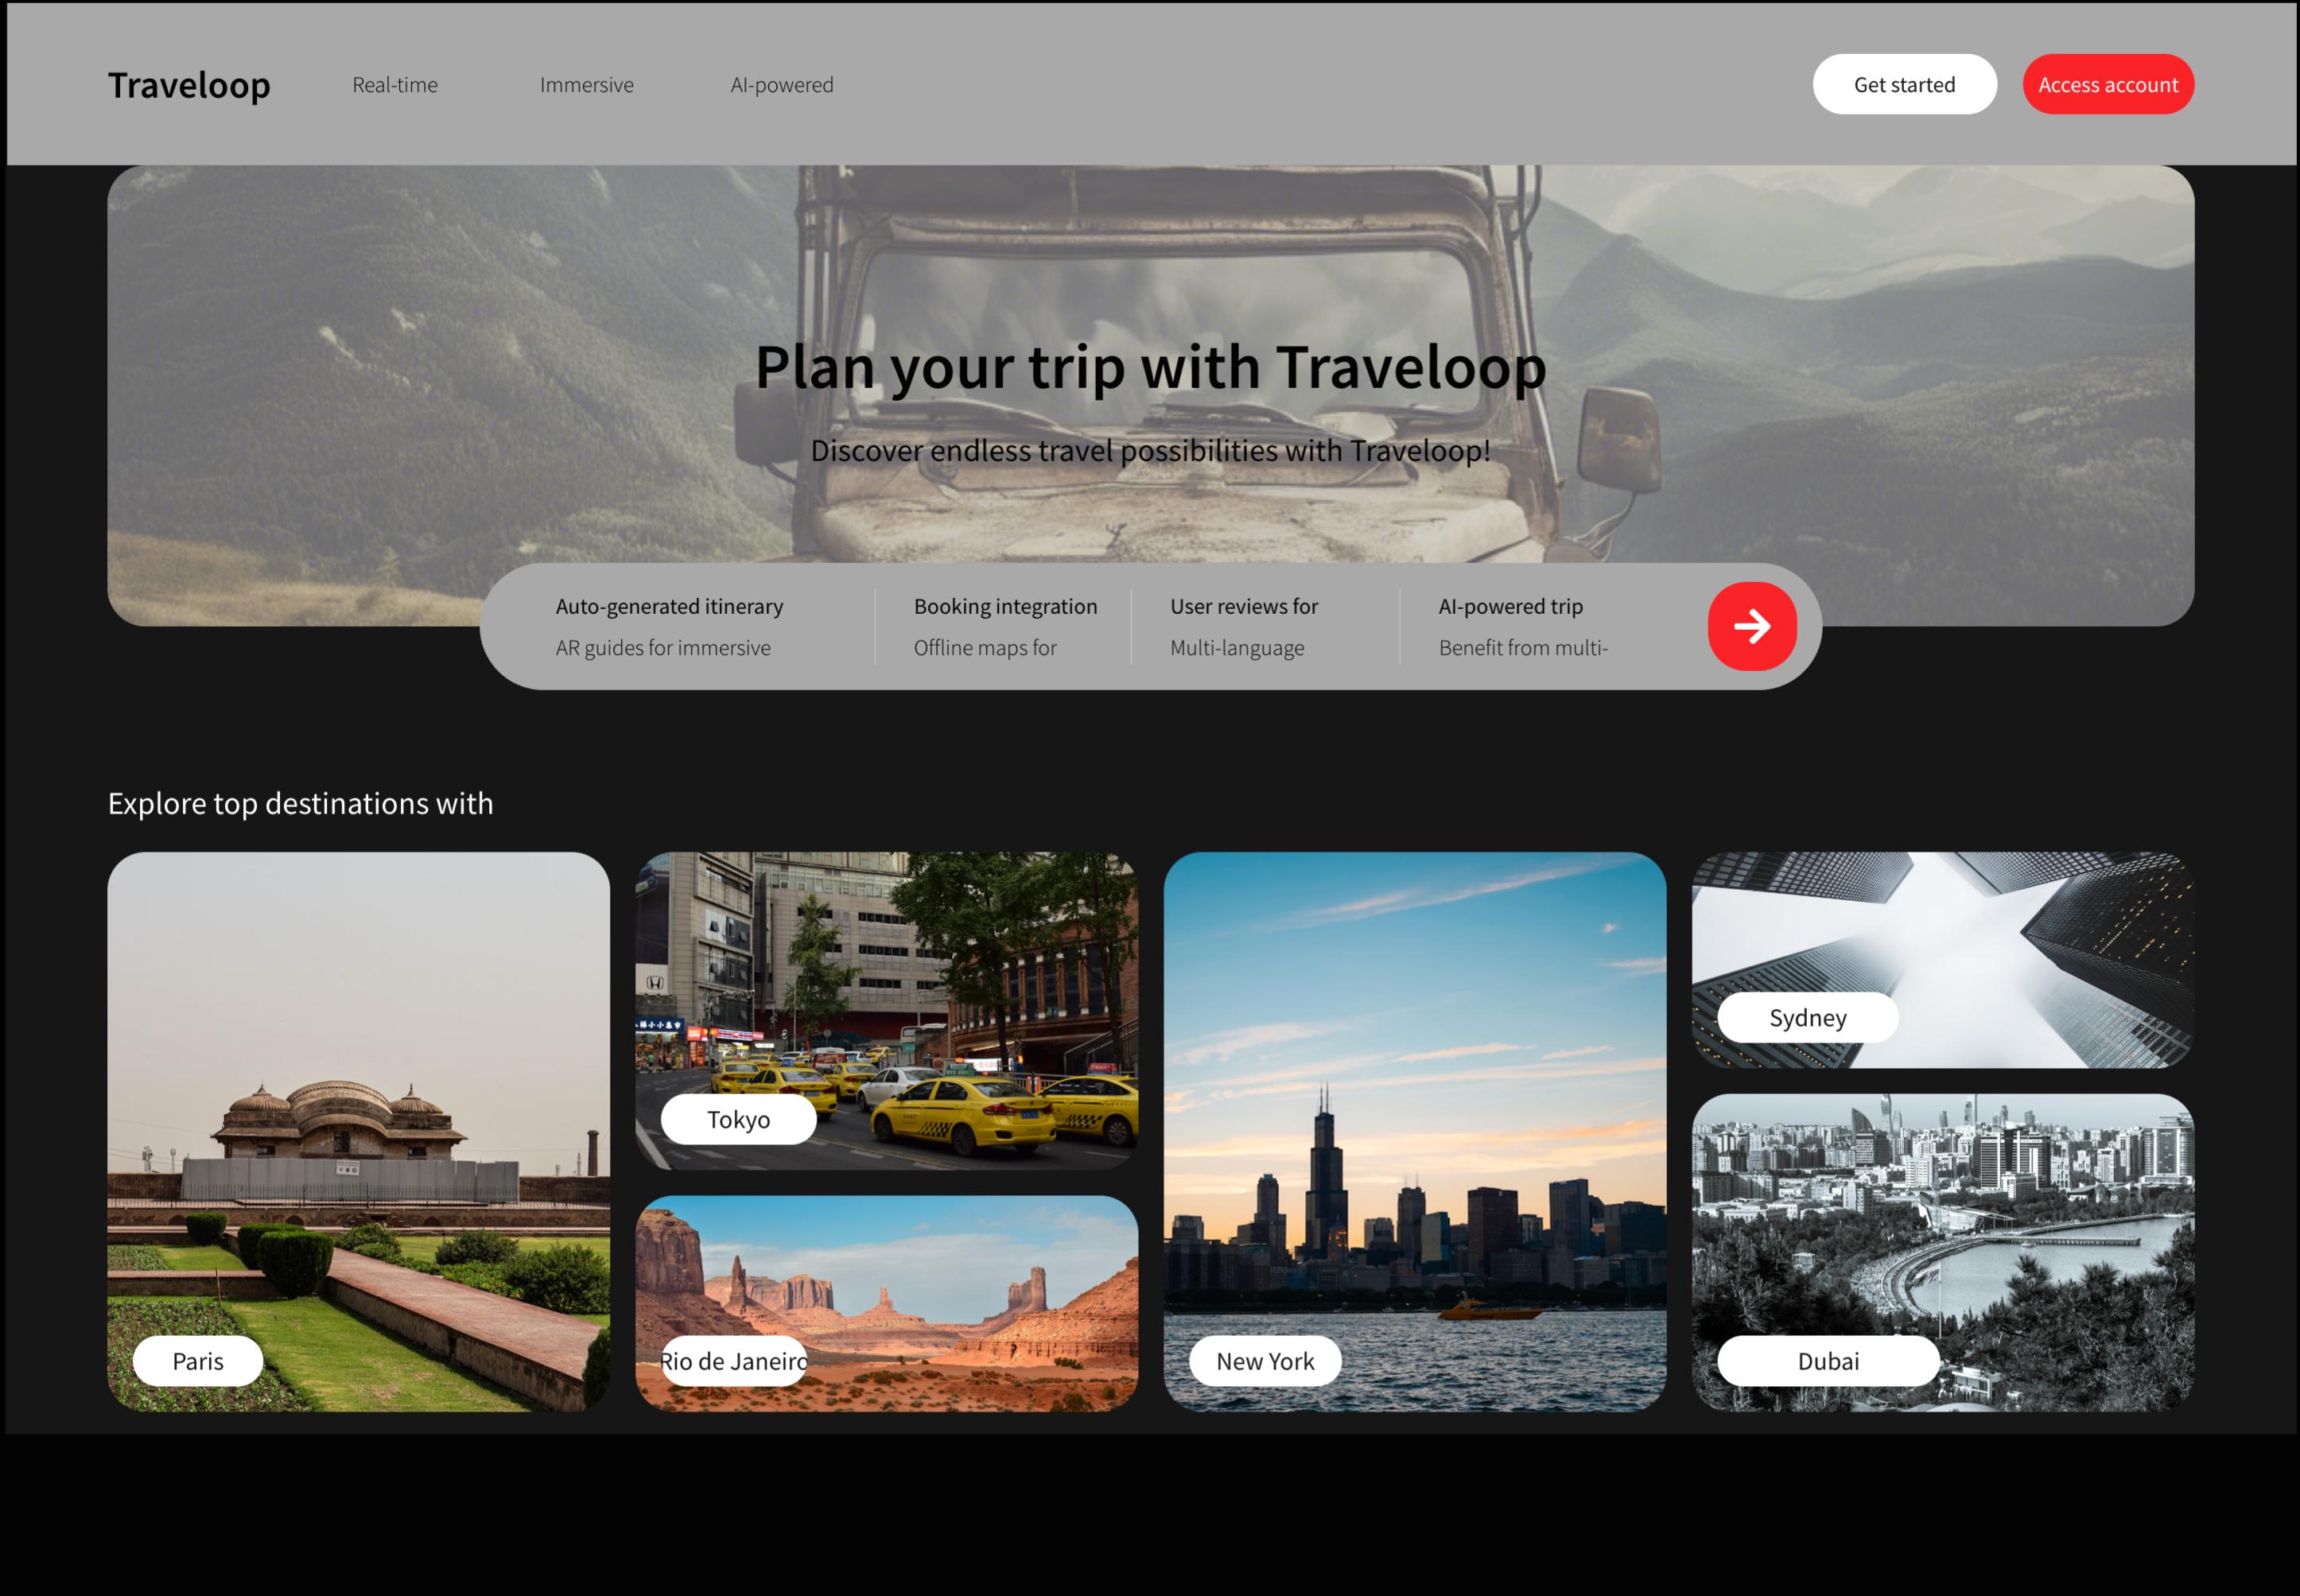 Traveloop
Real-time
Immersive
AI-powered
Get started
Access account
Plan your trip with Traveloop
Discover endless travel possibilities with Traveloop!
Auto-generated itinerary
AR guides for immersive
Booking integration
Offline maps for
User reviews for
Multi-language
AI-powered trip
Benefit from multi-
Explore top destinations with
Paris
Tokyo
Rio de Janeiro
New York
Sydney
Dubai